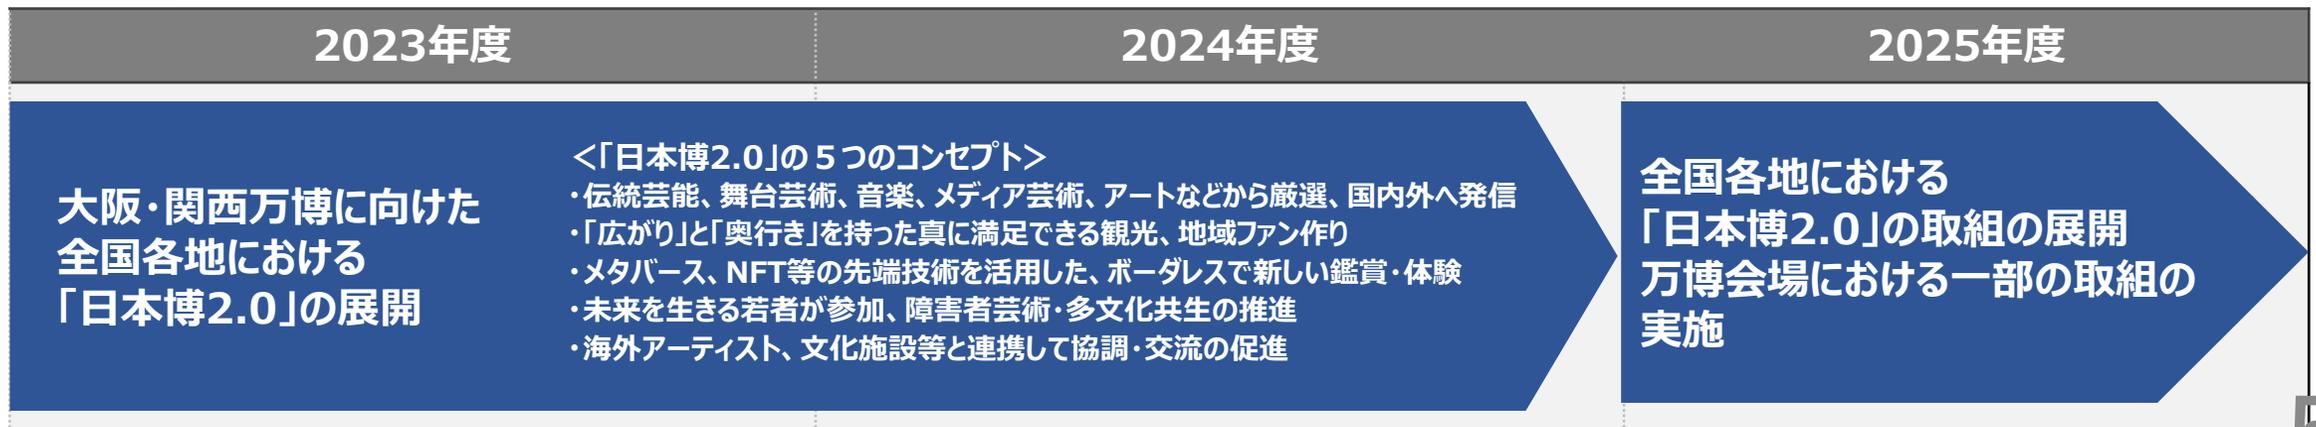 2023年度
2024年度
2025年度
大阪・関西万博に向けた
全国各地における
「日本博2.0」の展開
＜「日本博2.0」の５つのコンセプト＞
・伝統芸能、舞台芸術、音楽、メディア芸術、アートなどから厳選、国内外へ発信
・「広がり」と「奥行き」を持った真に満足できる観光、地域ファン作り
・メタバース、NFT等の先端技術を活用した、ボーダレスで新しい鑑賞・体験
・未来を生きる若者が参加、障害者芸術・多文化共生の推進
・海外アーティスト、文化施設等と連携して協調・交流の促進
全国各地における
「日本博2.0」の取組の展開
万博会場における一部の取組の
実施